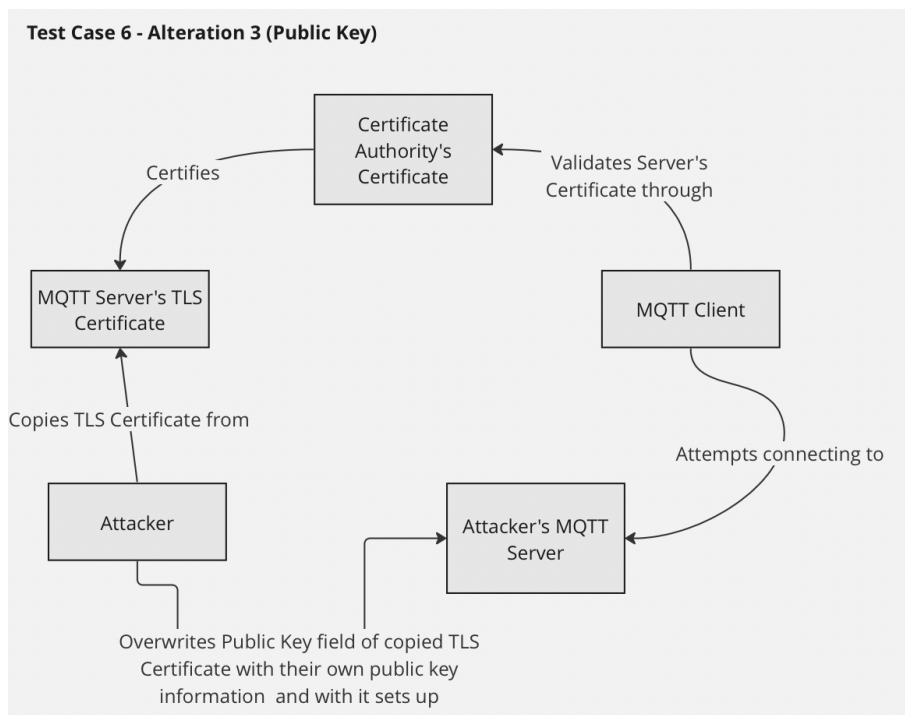 Test Case 6 - Alteration 3 (Public Key)
Certificate
Authority's
Certificate
Certifies
Validates Server's
Certificate through
MQTT Server's TLS
Certificate
MQTT Client
Copies TLS Certificate from
Attempts connecting to
Attacker
Attacker's MQTT
Server
Overwrites Public Key field of copied TLS
Certificate with their own public key
information and with it sets up